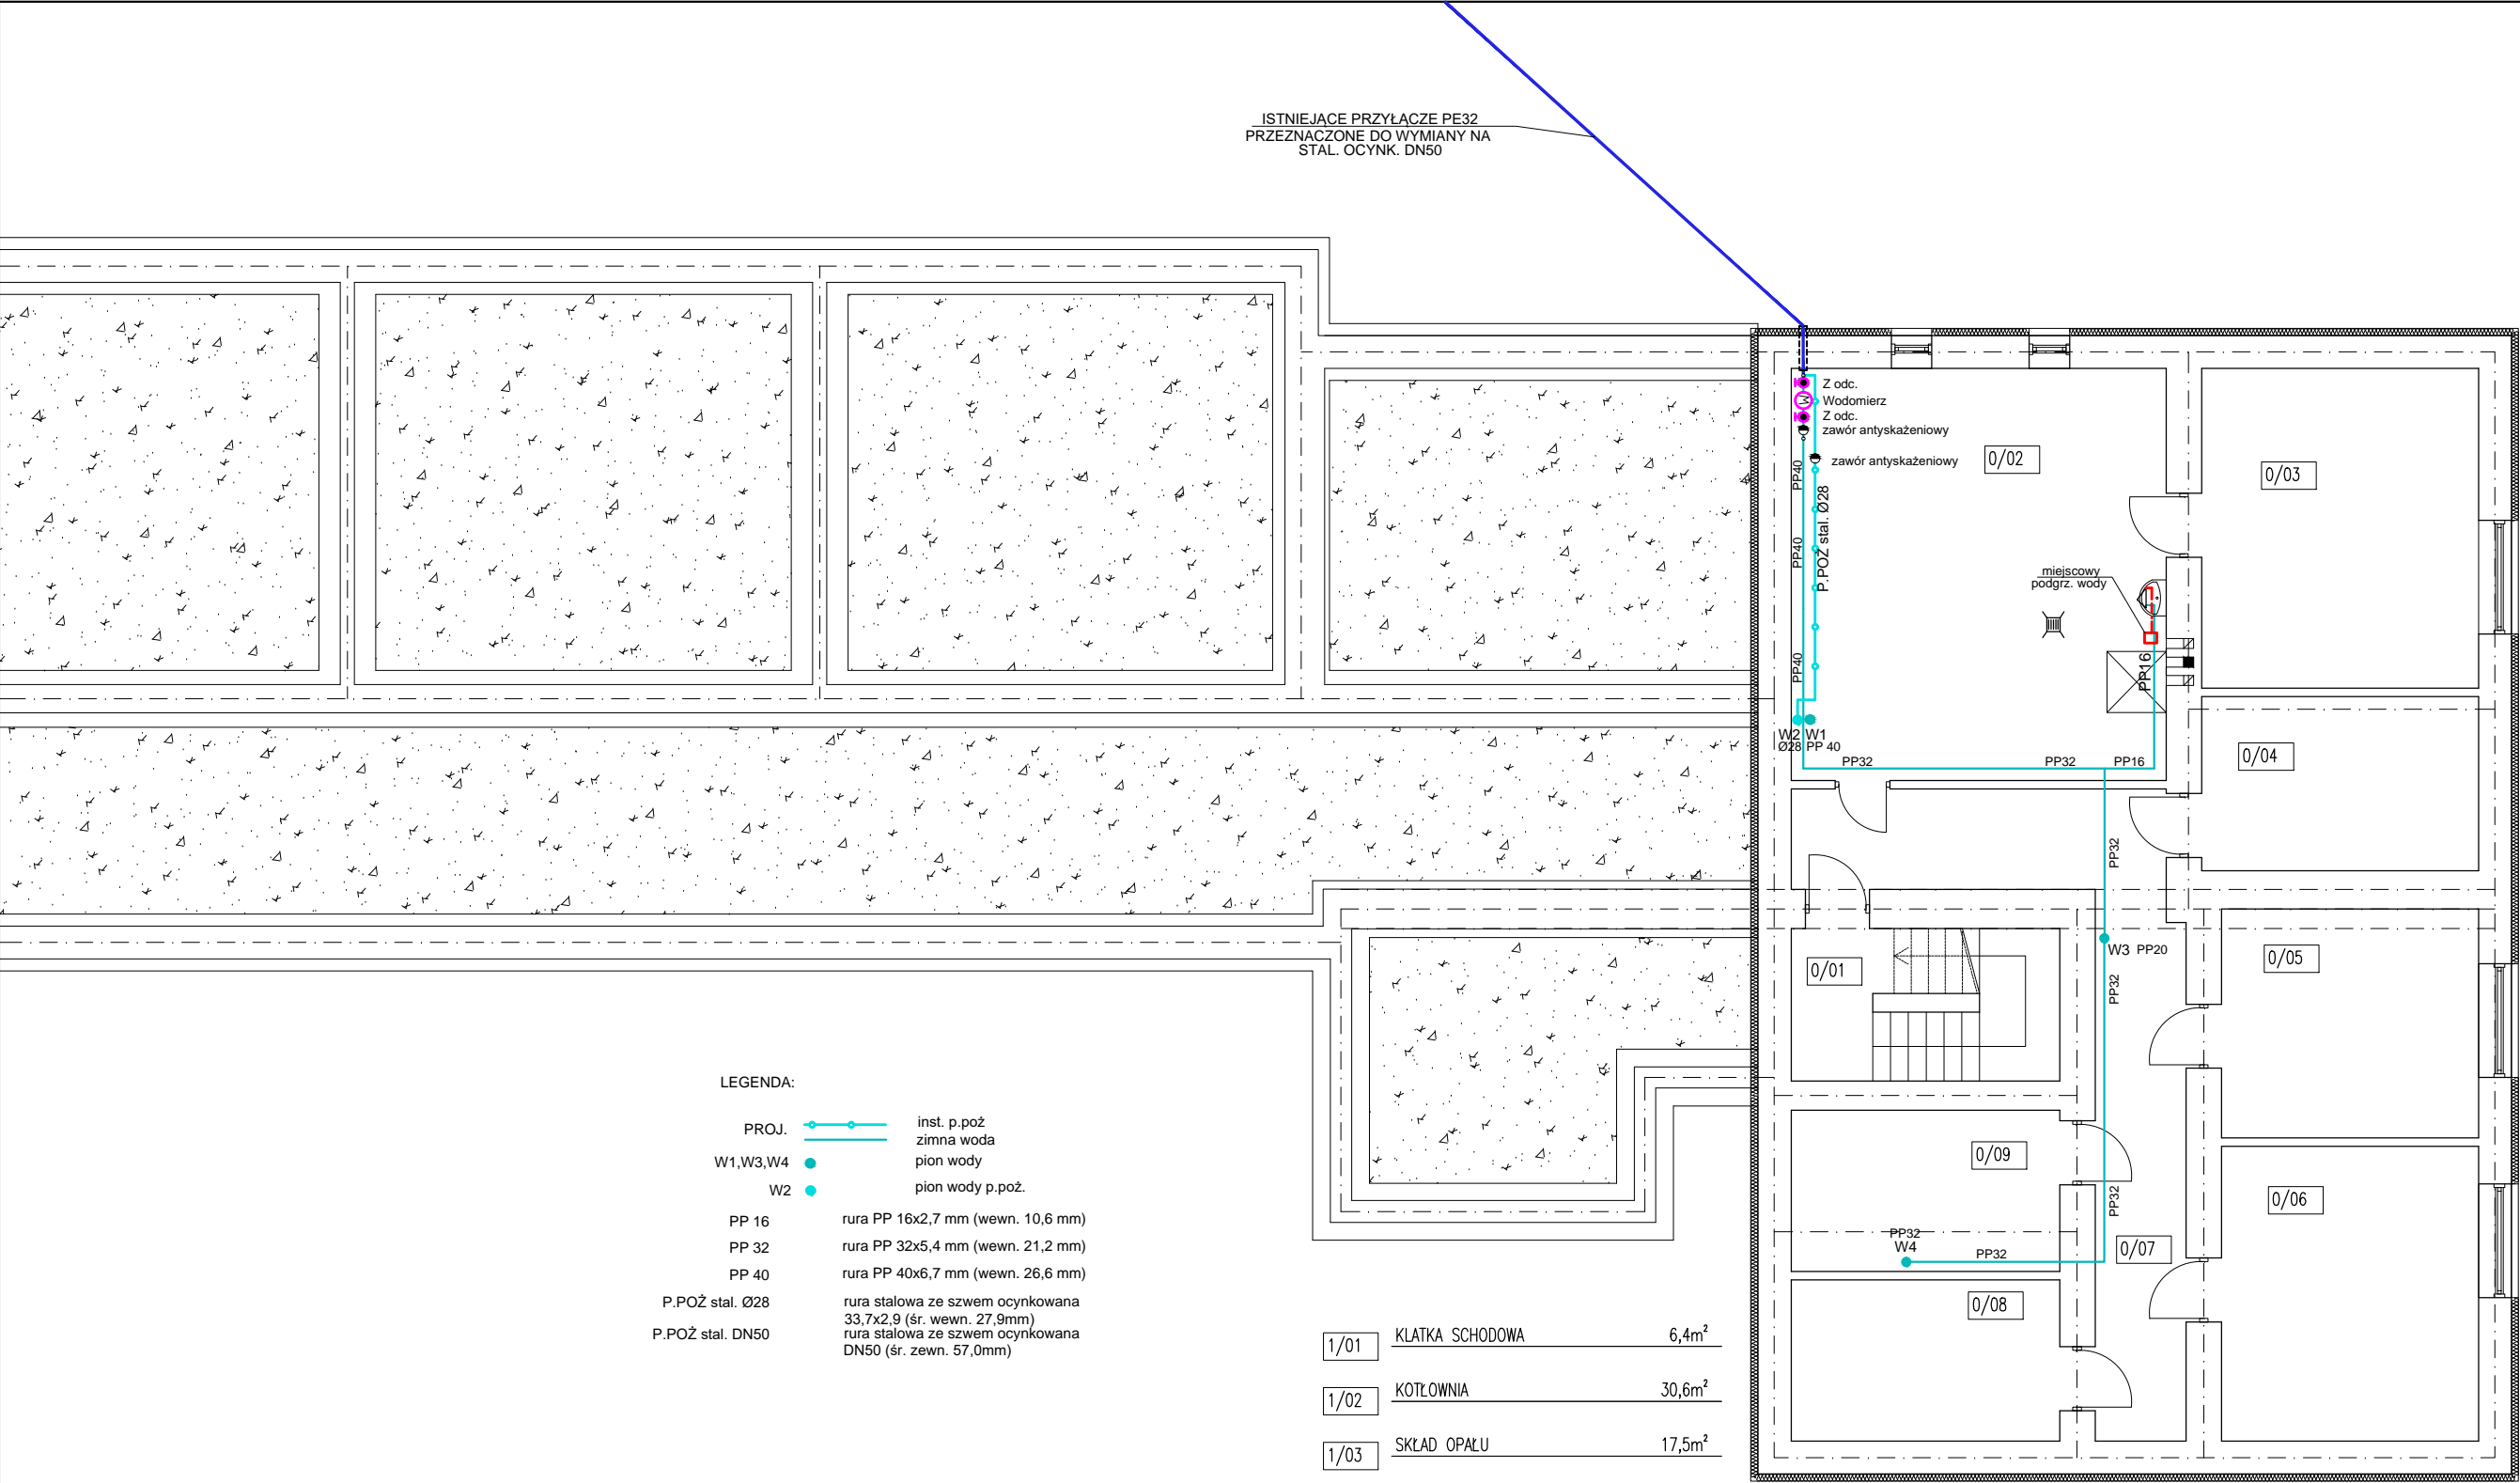 ISTNIEJĄCE PRZYŁĄCZE PE32
PRZEZNACZONE DO WYMIANY NA
STAL. OCYNK. DN50
Z odc.
Wodomierz
Z odc.
zawór antyskażeniowy
zawór antyskażeniowy
0/02
0/03
PP40
P.POŻ stal. Ø28
PP40
miejscowy
podgrz. wody
PP40
PP16
W2 W1
Ø28 PP 40
PP32
PP32
PP16
0/04
PP32
W3 PP20
0/05
0/01
PP32
0/09
PP32
0/06
PP32
W4
PP32
0/07
0/08
LEGENDA:
PROJ.
inst. p.poż
zimna woda
W1,W3,W4
pion wody
W2
pion wody p.poż.
PP 16
rura PP 16x2,7 mm (wewn. 10,6 mm)
PP 32
rura PP 32x5,4 mm (wewn. 21,2 mm)
PP 40
rura PP 40x6,7 mm (wewn. 26,6 mm)
P.POŻ stal. Ø28
rura stalowa ze szwem ocynkowana
33,7x2,9 (śr. wewn. 27,9mm)
P.POŻ stal. DN50
rura stalowa ze szwem ocynkowana
DN50 (śr. zewn. 57,0mm)
1/01 KLATKA SCHODOWA 6,4m²
1/02 KOTŁOWNIA 30,6m²
1/03 SKŁAD OPAŁU 17,5m²